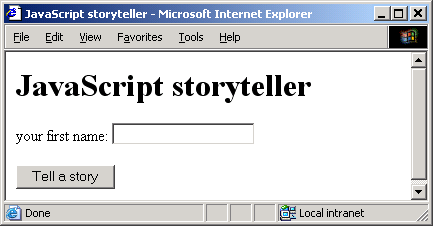 JavaScript storyteller - Microsoft Internet Explorer
File Edit View Favorites Tools Help
JavaScript storyteller
your first name:
Tell a story
Done Local intranet